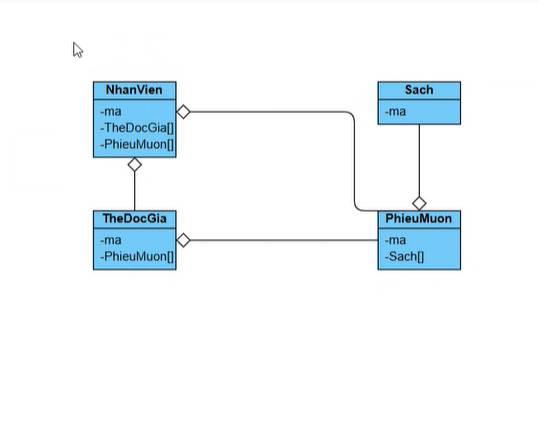 NhanVien
-ma
-TheDocGia[]
-PhieuMuon[]
Sach
-ma
TheDocGia
-ma
-PhieuMuon[]
PhieuMuon
-ma
-Sach[]